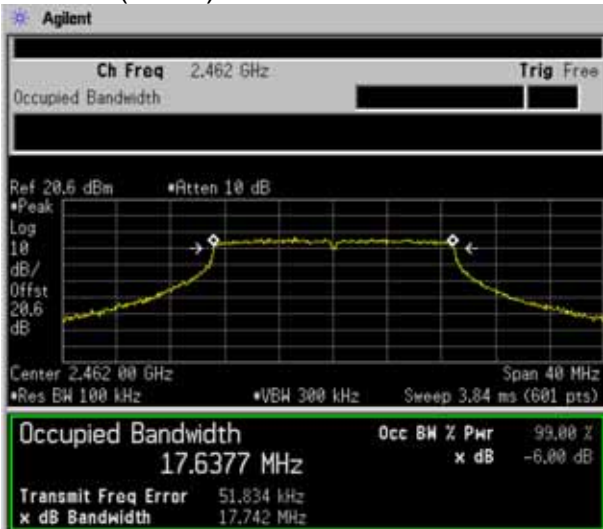 Agilent
Ch Freq 2.462 GHz Trig Free
Occupied Bandwidth
Ref 20.6 dBm •Atten 10 dB
•Peak
Log
10
dB/
Offst
20.6
dB
Center 2.462 00 GHz Span 40 MHz
•Res BW 100 kHz •VBW 300 kHz Sweep 3.84 ms (601 pts)
Occupied Bandwidth Occ BW % Pwr 99.00 %
17.6377 MHz x dB -6.00 dB
Transmit Freq Error 51.834 kHz
x dB Bandwidth 17.742 MHz